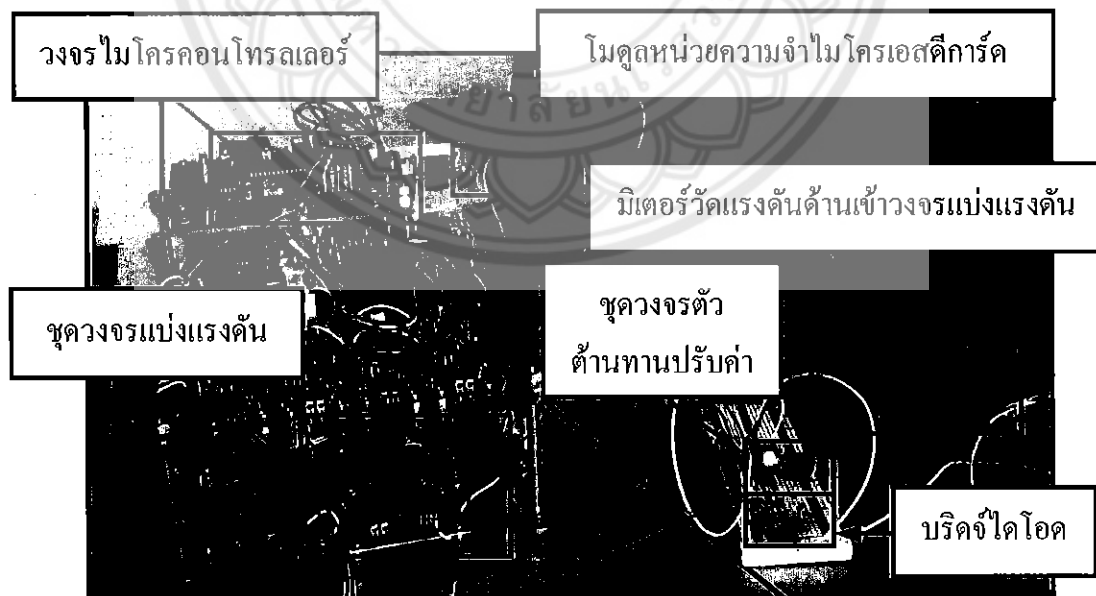 วงจรไมโครคอนโทรลเลอร์
โมดูลหน่วยความจำไมโครเอสดีการ์ด
มิเตอร์วัดแรงดันด้านเข้าวงจรแบ่งแรงดัน
ชุดวงจรแบ่งแรงดัน
ชุดวงจรตัว
ต้านทานปรับค่า
บริดจ์ไดโอด